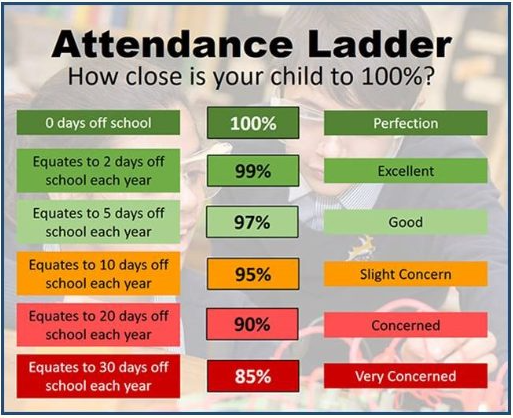 Attendance Ladder
How close is your child to 100%?
0 days off school
100%
Perfection
Equates to 2 days off
school each year
99%
Excellent
Equates to 5 days off
school each year
97%
Good
Equates to 10 days off
school each year
95%
Slight Concern
Equates to 20 days off
school each year
90%
Concerned
Equates to 30 days off
school each year
85%
Very Concerned